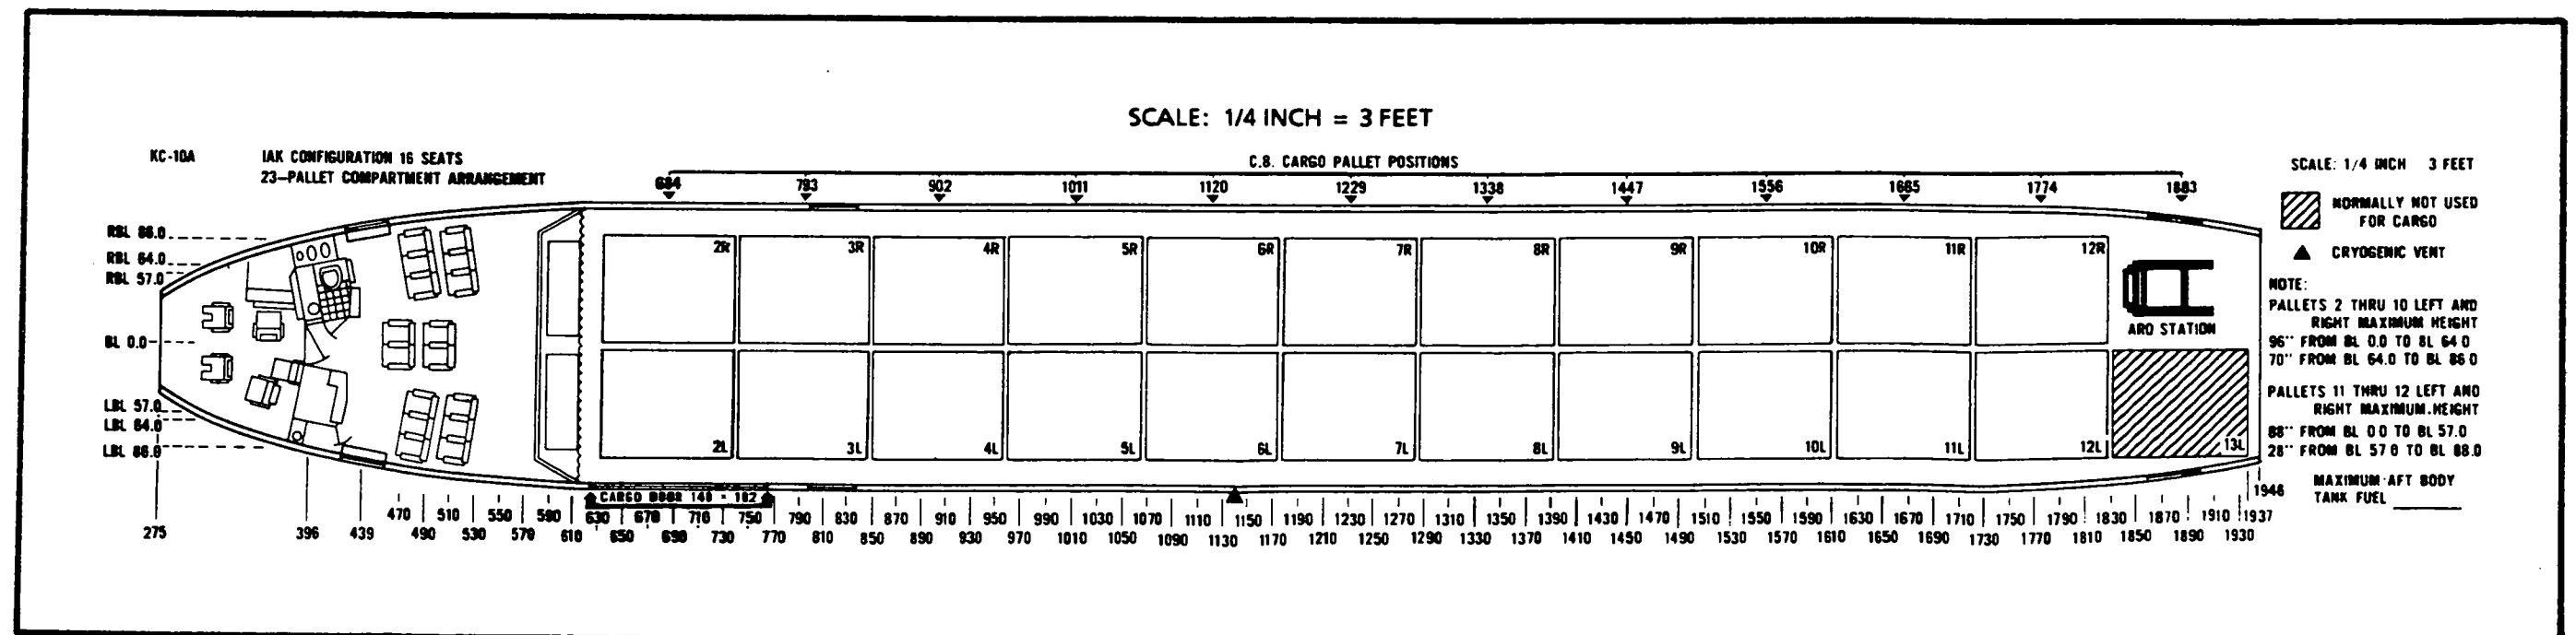 SCALE: 1/4 INCH = 3 FEET
KC-10A
IAK CONFIGURATION 16 SEATS
23-PALLET COMPARTMENT ARRANGEMENT
C.B. CARGO PALLET POSITIONS
684 793 902 1011 1120 1229 1338 1447 1556 1665 1774 1883
SCALE: 1/4 INCH 3 FEET
NORMALLY NOT USED
FOR CARGO
CRYOGENIC VENT
RBL 86.0
RBL 64.0
RBL 57.0
BL 0.0
LBL 57.0
LBL 64.0
LBL 86.0
2R 3R 4R 5R 6R 7R 8R 9R 10R 11R 12R
ARO STATION
2L 3L 4L 5L 6L 7L 8L 9L 10L 11L 12L 13L
NOTE:
PALLETS 2 THRU 10 LEFT AND
RIGHT MAXIMUM HEIGHT
96" FROM BL 0.0 TO BL 64.0
70" FROM BL 64.0 TO BL 86.0
PALLETS 11 THRU 12 LEFT AND
RIGHT MAXIMUM HEIGHT
88" FROM BL 0.0 TO BL 57.0
28" FROM BL 57.0 TO BL 88.0
MAXIMUM AFT BODY
TANK FUEL
CARGO DOOR 140 × 102
470 510 550 590 630 670 710 750 790 830 870 910 950 990 1030 1070 1110 1150 1190 1230 1270 1310 1350 1390 1430 1470 1510 1550 1590 1630 1670 1710 1750 1790 1830 1870 1910 1937 1946
275 396 439 490 530 570 610 650 690 730 770 810 850 890 930 970 1010 1050 1090 1130 1170 1210 1250 1290 1330 1370 1410 1450 1490 1530 1570 1610 1650 1690 1730 1770 1810 1850 1890 1930